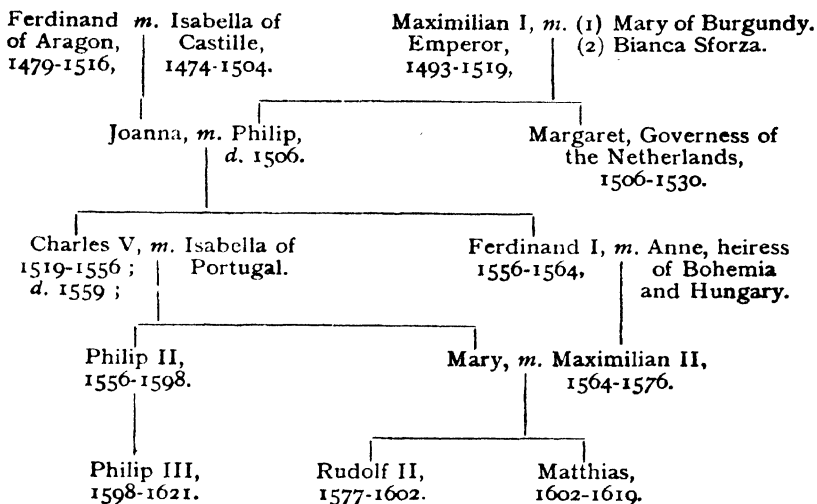 Ferdinand m. Isabella of
of Aragon, Castille,
1479-1516, 1474-1504.
Maximilian I, m. (1) Mary of Burgundy.
Emperor, (2) Bianca Sforza.
1493-1519,
Joanna, m. Philip,
d. 1506.
Margaret, Governess of
the Netherlands,
1506-1530.
Charles V, m. Isabella of
1519-1556 ; Portugal.
d. 1559 ;
Ferdinand I, m. Anne, heiress
1556-1564, of Bohemia
and Hungary.
Philip II,
1556-1598.
Mary, m. Maximilian II,
1564-1576.
Philip III,
1598-1621.
Rudolf II,
1577-1602.
Matthias,
1602-1619.